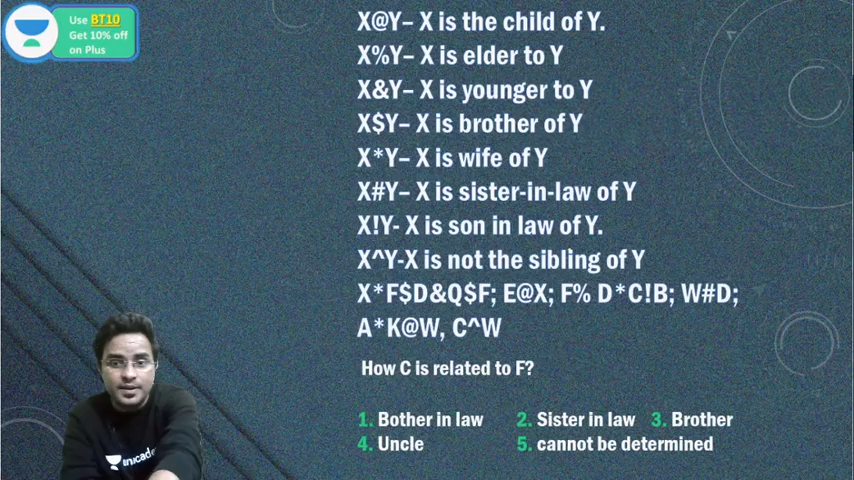 Use BT10
Get 10% off
on Plus
X@Y– X is the child of Y.
X%Y– X is elder to Y
X&Y– X is younger to Y
X$Y– X is brother of Y
X*Y– X is wife of Y
X#Y– X is sister-in-law of Y
X!Y- X is son in law of Y.
X^Y-X is not the sibling of Y
X*F$D&Q$F; E@X; F% D*C!B; W#D;
A*K@W, C^W
How C is related to F?
1. Bother in law 2. Sister in law 3. Brother
4. Uncle 5. cannot be determined